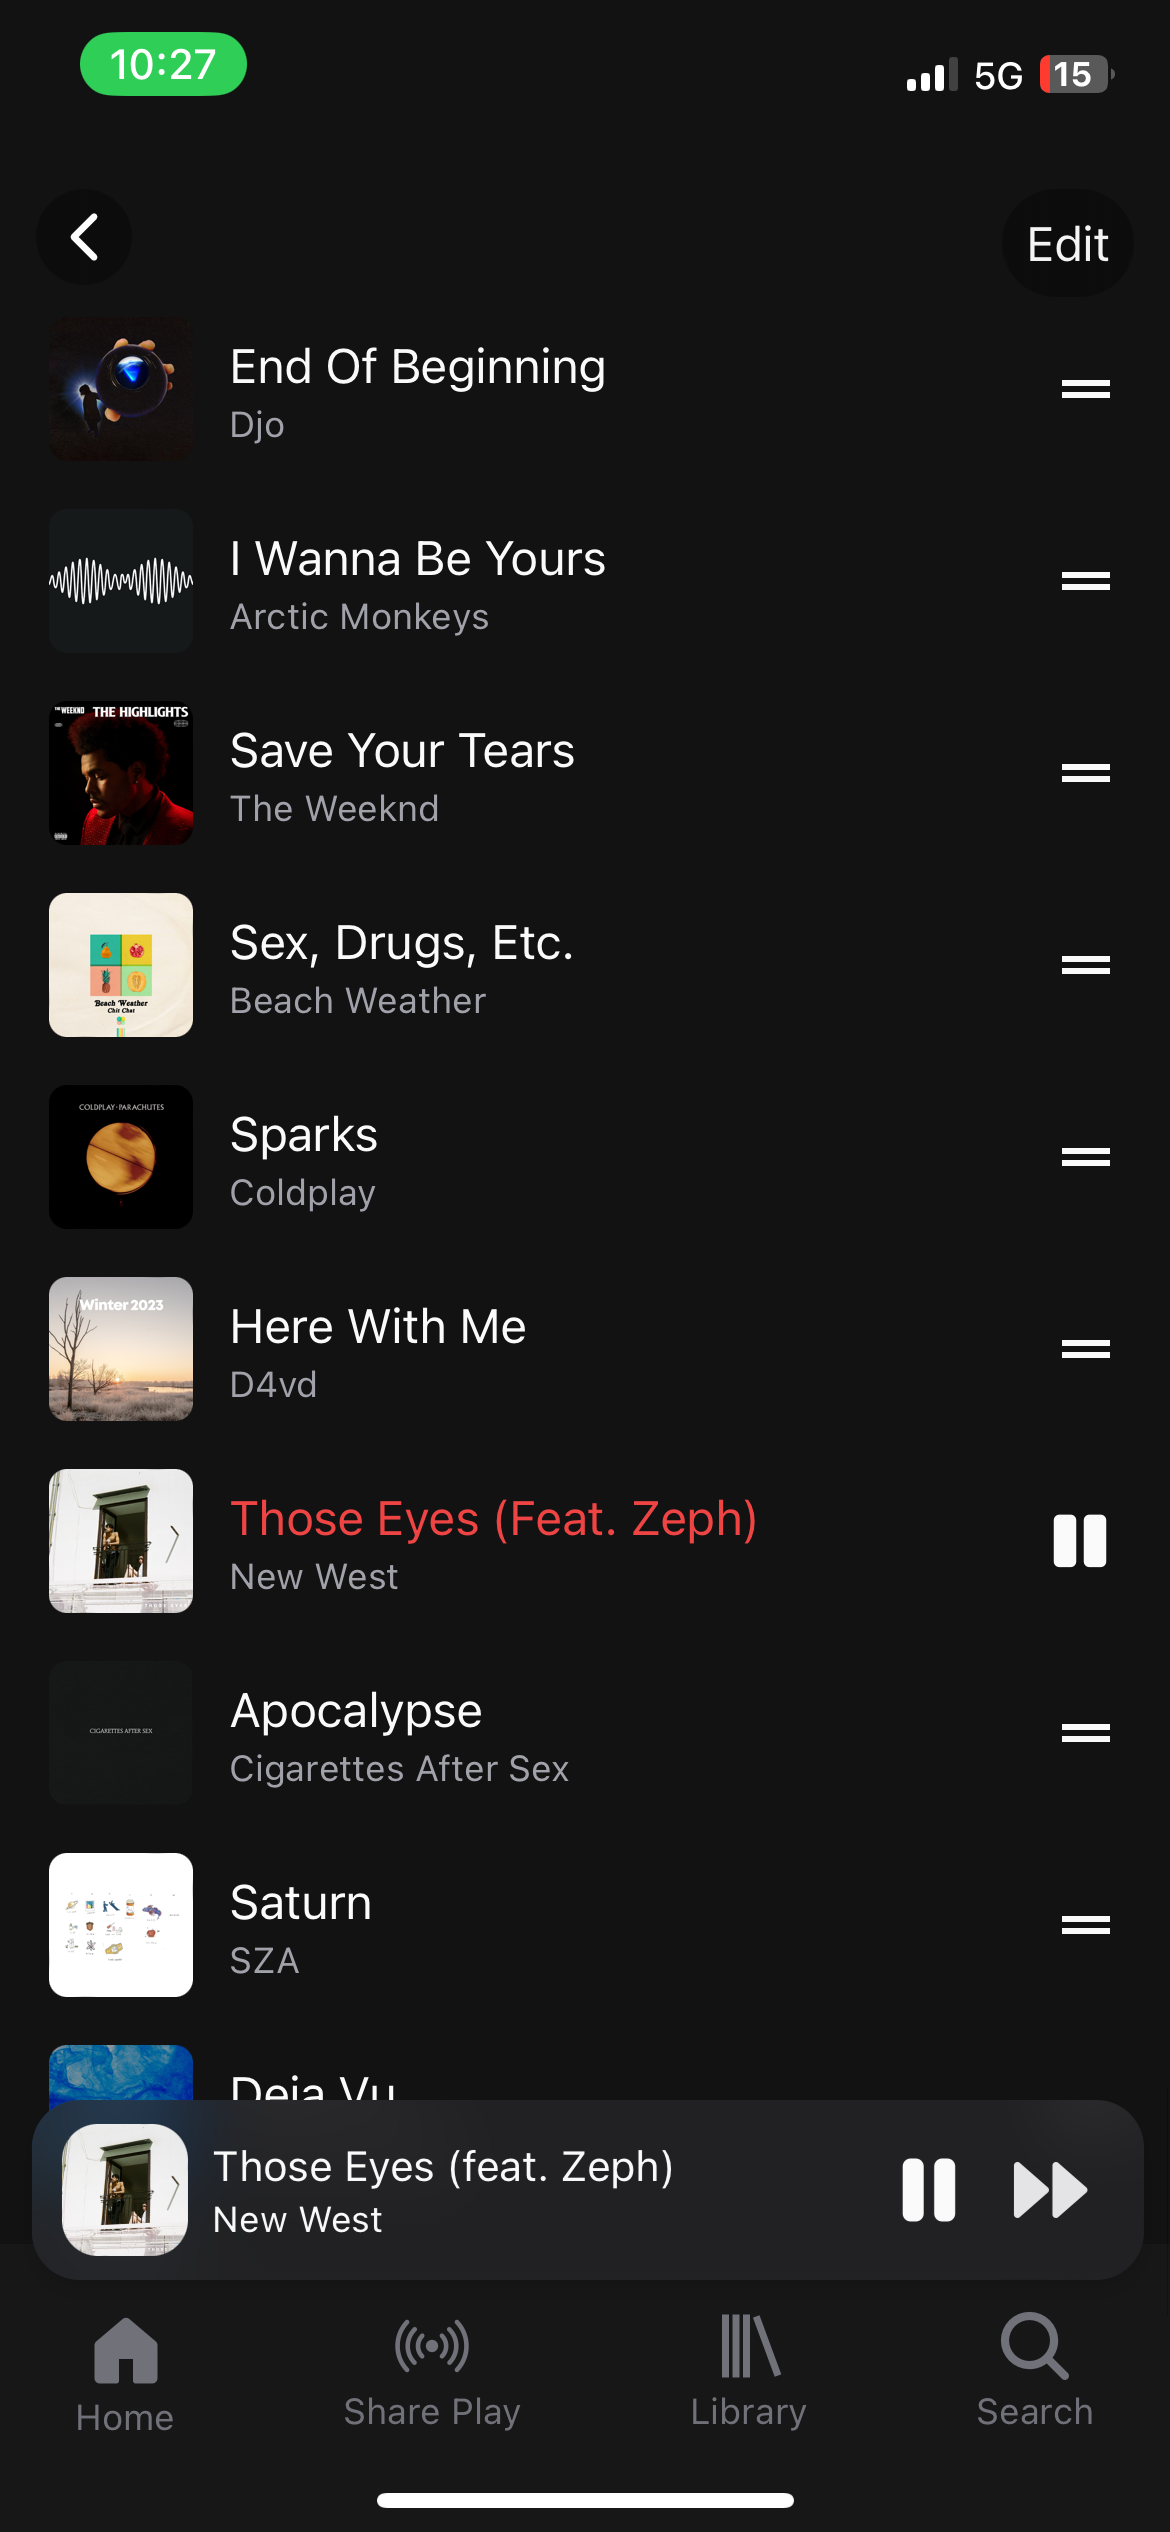 10:27
5G
15
Edit
End Of Beginning
Djo
I Wanna Be Yours
Arctic Monkeys
THE WEEKND THE HIGHLIGHTS
Save Your Tears
The Weeknd
Sex, Drugs, Etc.
Beach Weather
Beach Weather
Chit Chat
COLDPLAY·PARACHUTES
Sparks
Coldplay
Winter 2023
Here With Me
D4vd
Those Eyes (Feat. Zeph)
New West
Apocalypse
CIGARETTES AFTER SEX
Cigarettes After Sex
Saturn
SZA
Deja Vu
Those Eyes (feat. Zeph)
New West
Home
Share Play
Library
Search